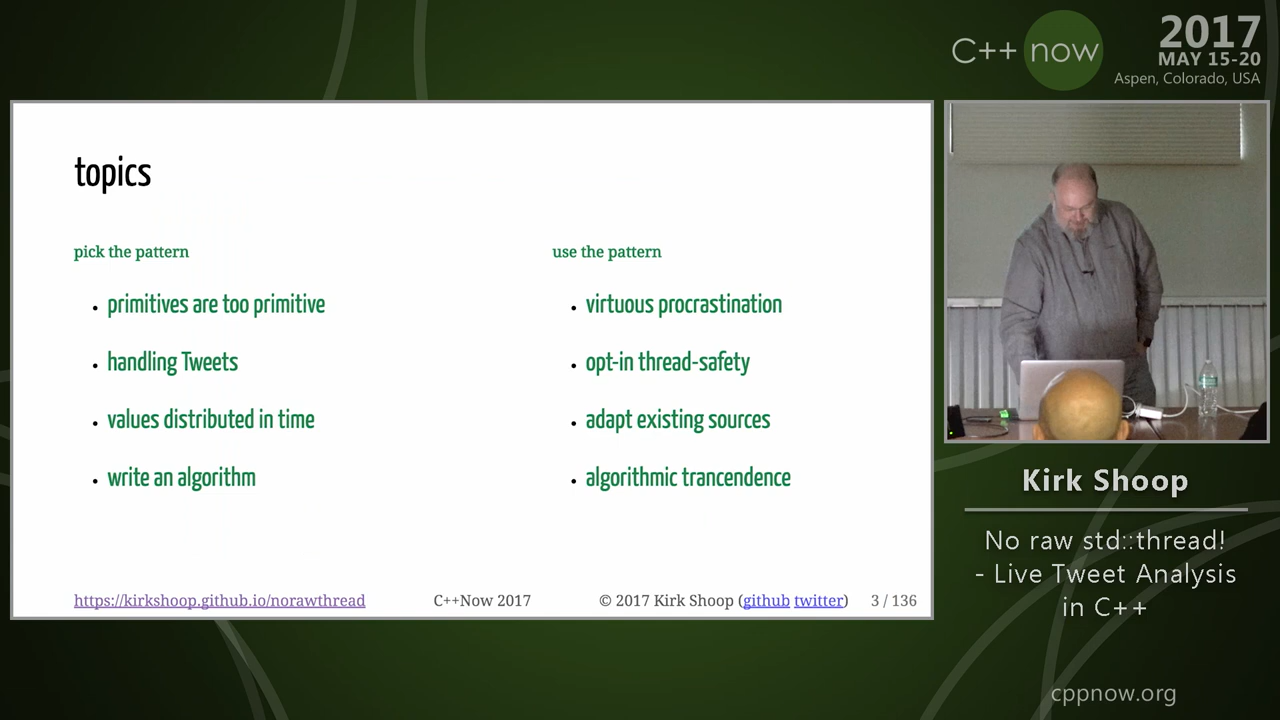 C++ now
2017
MAY 15-20
Aspen, Colorado, USA
topics
pick the pattern
primitives are too primitive
handling Tweets
values distributed in time
write an algorithm
use the pattern
virtuous procrastination
opt-in thread-safety
adapt existing sources
algorithmic trancendence
https://kirkshoop.github.io/norawthread
C++Now 2017
© 2017 Kirk Shoop (github twitter)
3 / 136
Kirk Shoop
No raw std::thread!
- Live Tweet Analysis
in C++
cppnow.org